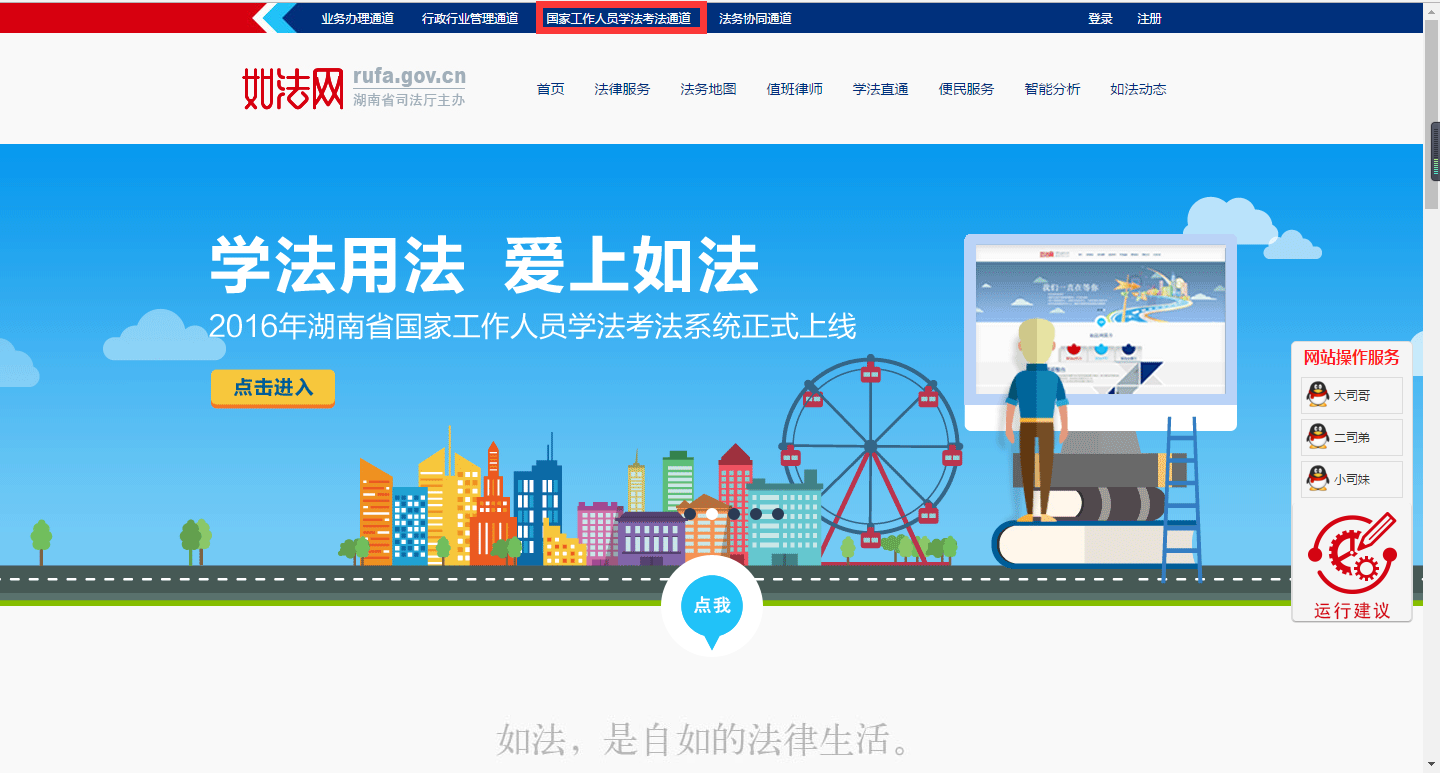 业务办理通道 行政行业管理通道 国家工作人员学法考法通道 法务协同通道 登录 注册
如法网 rufa.gov.cn
湖南省司法厅主办
首页 法律服务 法务地图 值班律师 学法直通 便民服务 智能分析 如法动态
学法用法 爱上如法
2016年湖南省国家工作人员学法考法系统正式上线
点击进入
我们一直在等你
网站操作服务
大司哥
二司弟
小司妹
运行建议
点我
如法，是自如的法律生活。